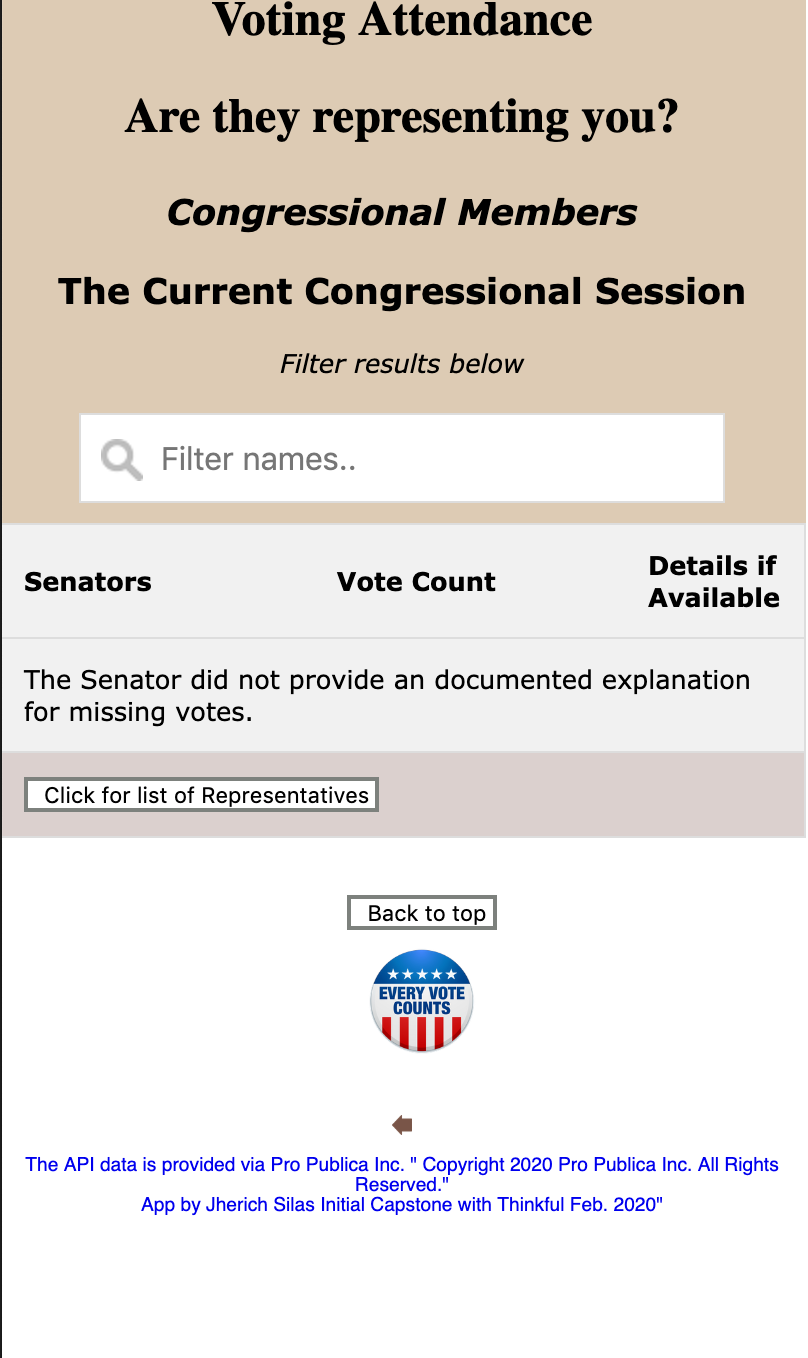 Voting Attendance
Are they representing you?
Congressional Members
The Current Congressional Session
Filter results below
Filter names..
Senators Vote Count Details if
Available
The Senator did not provide an documented explanation
for missing votes.
Click for list of Representatives
Back to top
EVERY VOTE
COUNTS
The API data is provided via Pro Publica Inc. " Copyright 2020 Pro Publica Inc. All Rights
Reserved."
App by Jherich Silas Initial Capstone with Thinkful Feb. 2020"